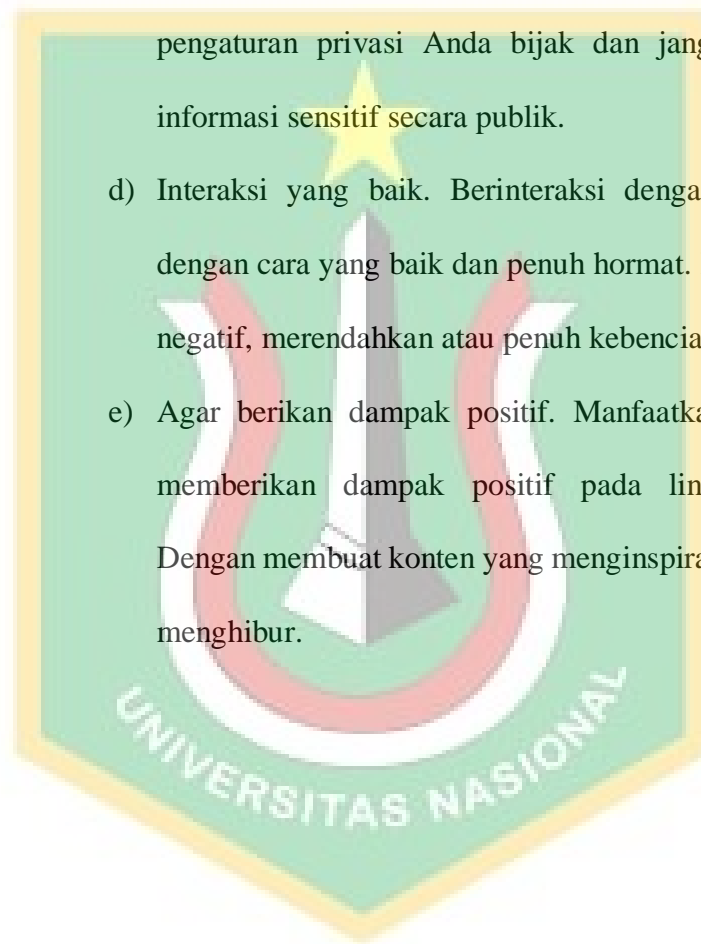 pengaturan privasi Anda bijak dan jang
informasi sensitif secara publik.
d) Interaksi yang baik. Berinteraksi denga
dengan cara yang baik dan penuh hormat.
negatif, merendahkan atau penuh kebencia
e) Agar berikan dampak positif. Manfaatka
memberikan dampak positif pada lin
Dengan membuat konten yang menginspira
menghibur.
UNIVERSITAS NASIONAL